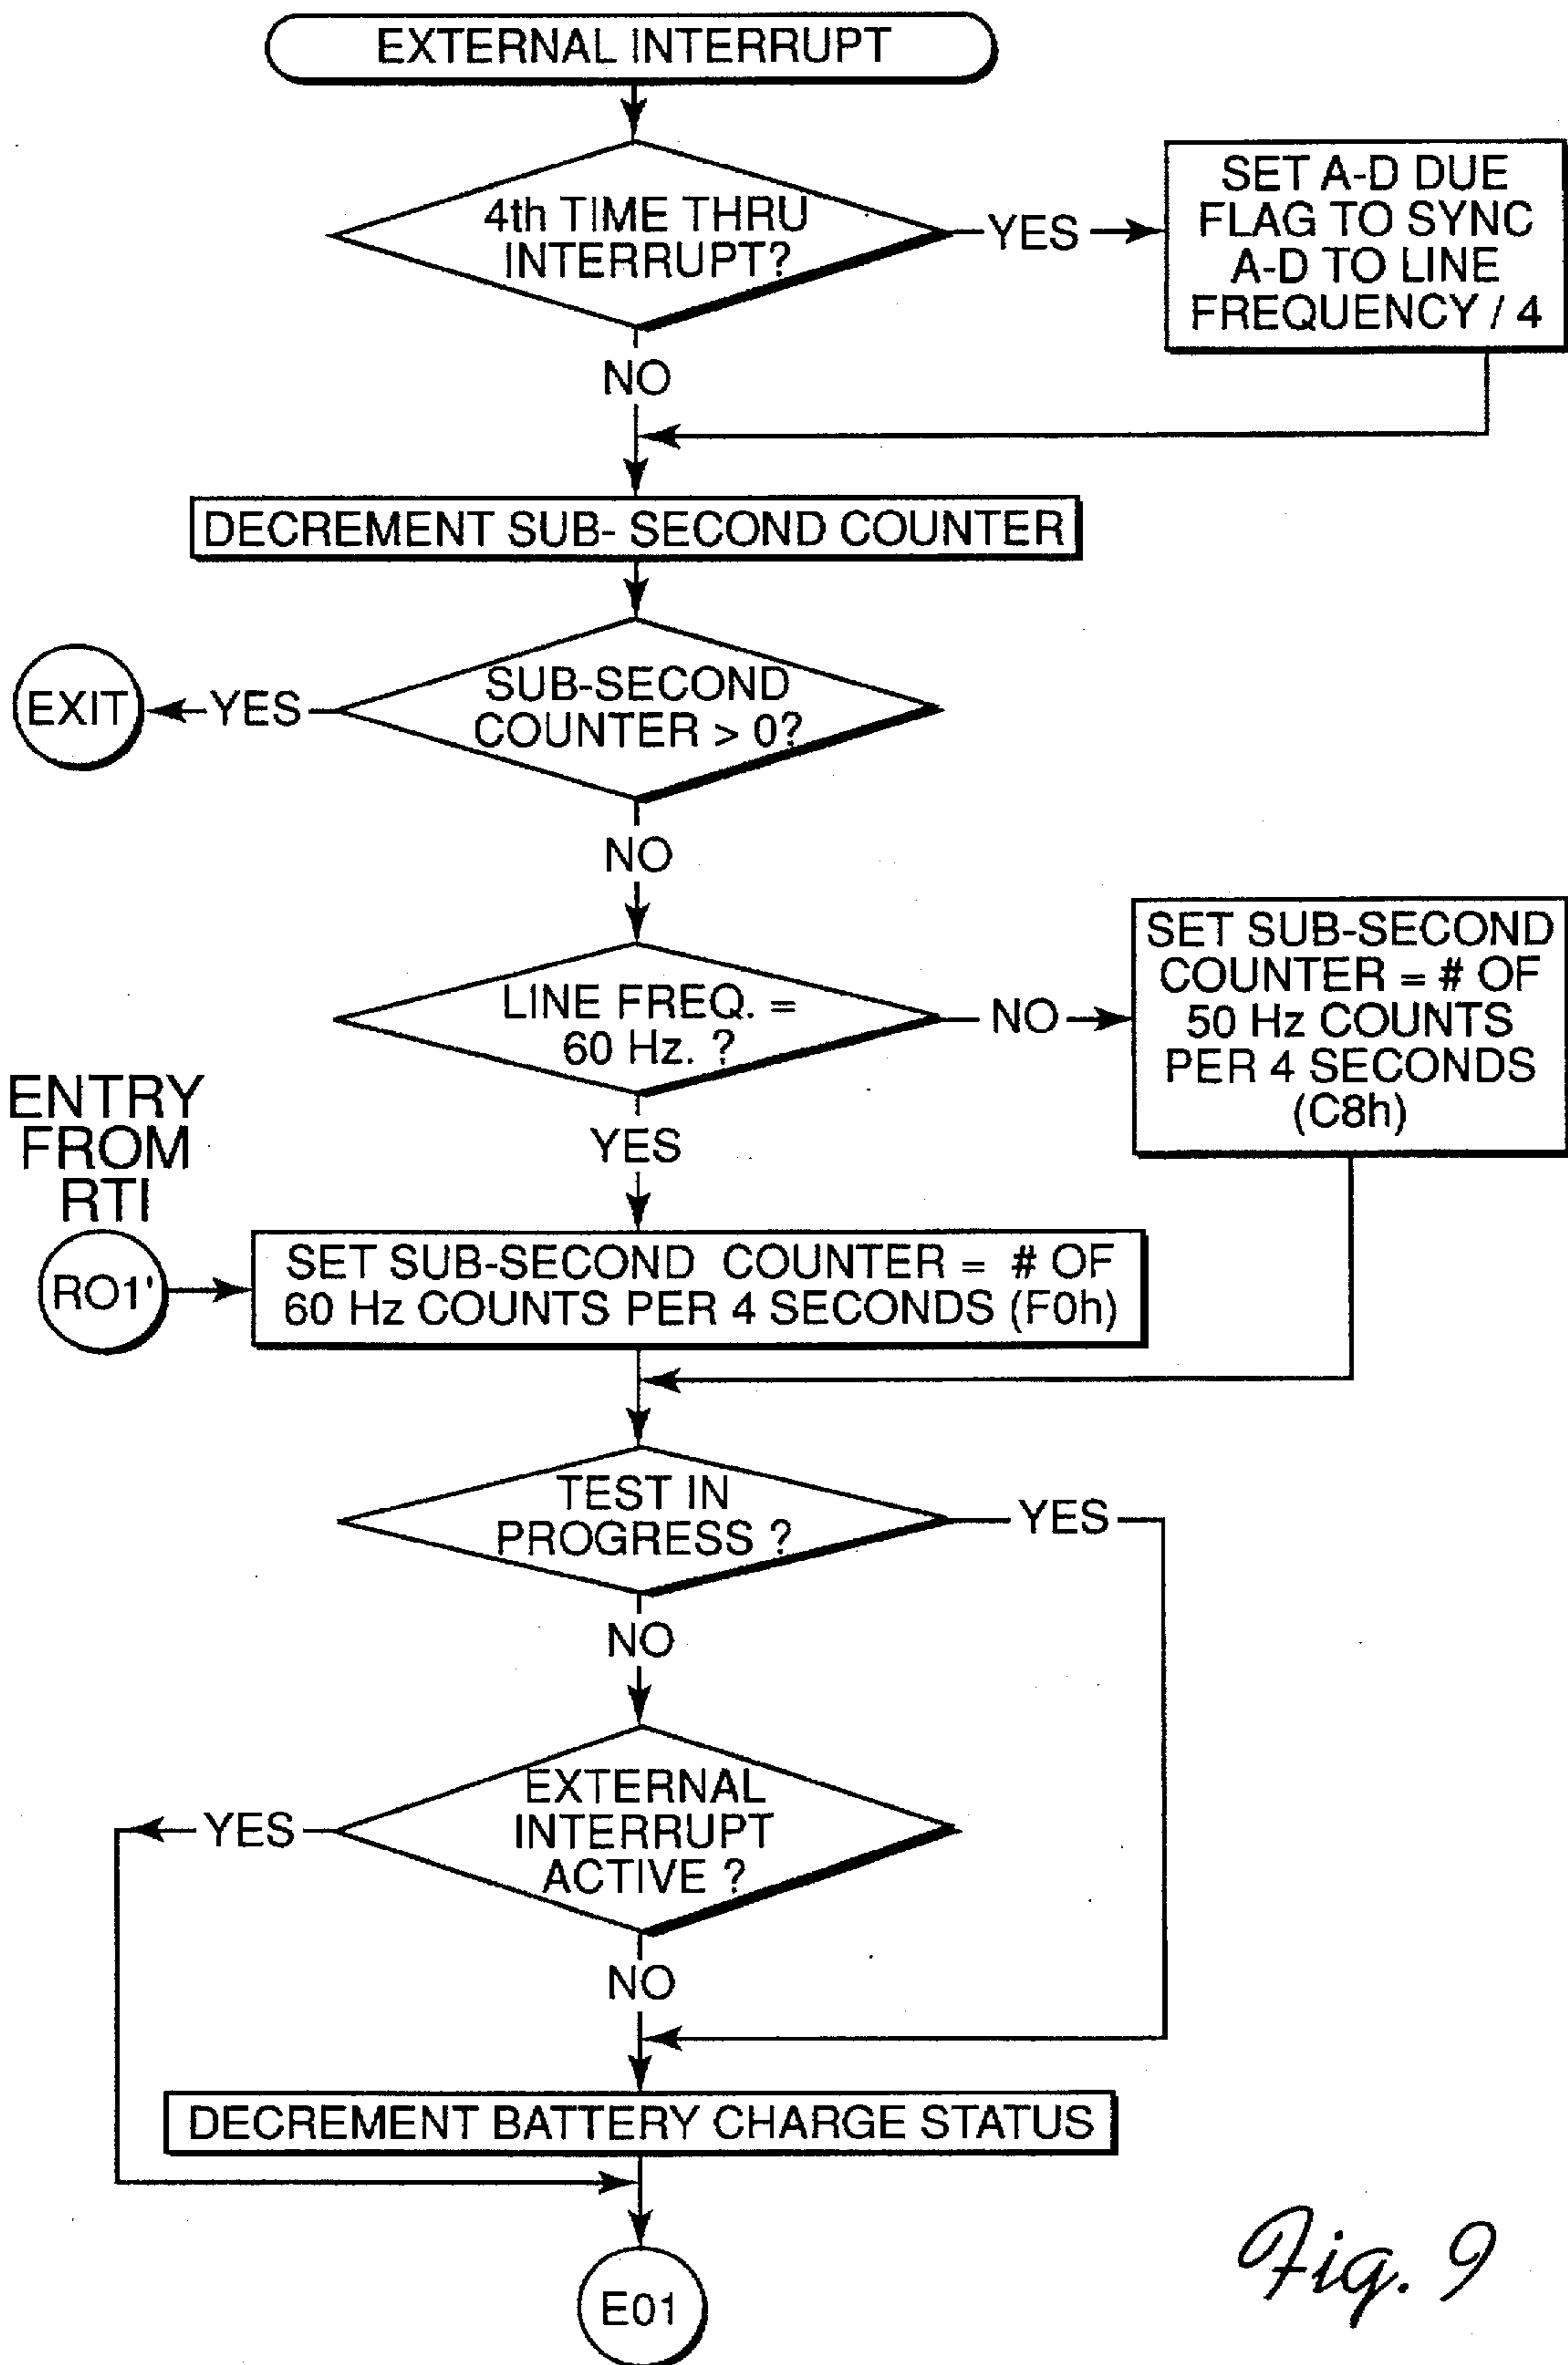 EXTERNAL INTERRUPT
4th TIME THRU
INTERRUPT?
YES
SET A-D DUE
FLAG TO SYNC
A-D TO LINE
FREQUENCY / 4
NO
DECREMENT SUB- SECOND COUNTER
SUB-SECOND
COUNTER > 0?
YES
EXIT
NO
LINE FREQ. =
60 Hz. ?
NO
SET SUB-SECOND
COUNTER = # OF
50 Hz COUNTS
PER 4 SECONDS
(C8h)
YES
ENTRY
FROM
RTI
RO1'
SET SUB-SECOND COUNTER = # OF
60 Hz COUNTS PER 4 SECONDS (F0h)
TEST IN
PROGRESS ?
YES
NO
EXTERNAL
INTERRUPT
ACTIVE ?
YES
NO
DECREMENT BATTERY CHARGE STATUS
E01
Fig. 9